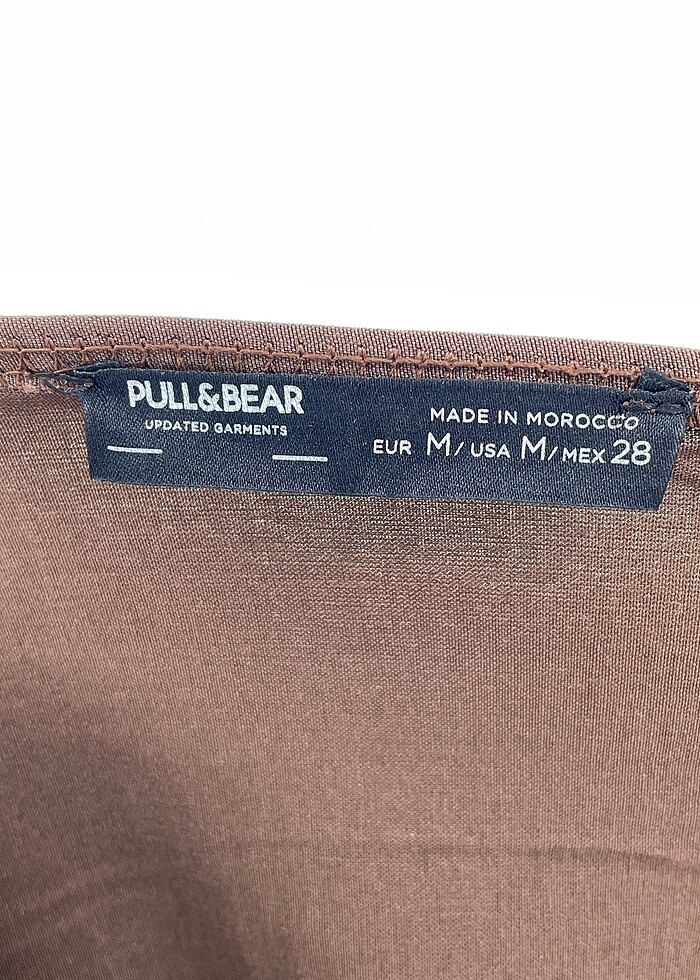 PULL&BEAR
UPDATED GARMENTS
MADE IN MOROCCO
EUR M/USA M/MEX 28